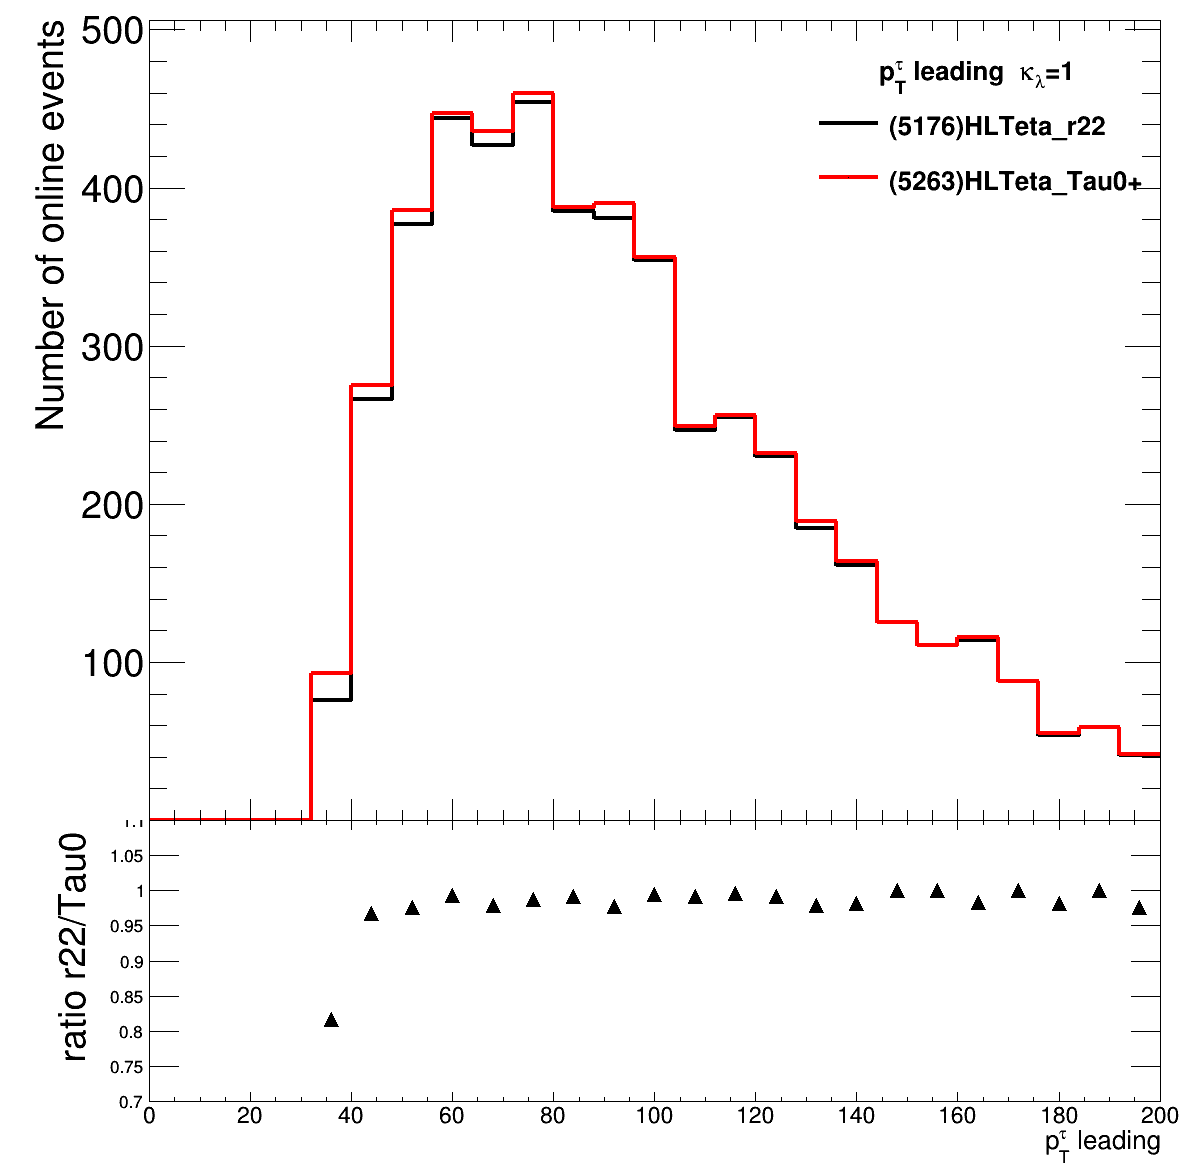 Number of online events
500
400
300
200
100
p_T^τ leading κ_λ=1
(5176)HLTeta_r22
(5263)HLTeta_Tau0+
ratio r22/Tau0
1.1
1.05
1
0.95
0.9
0.85
0.8
0.75
0.7
0 20 40 60 80 100 120 140 160 180 200
p_T^τ leading